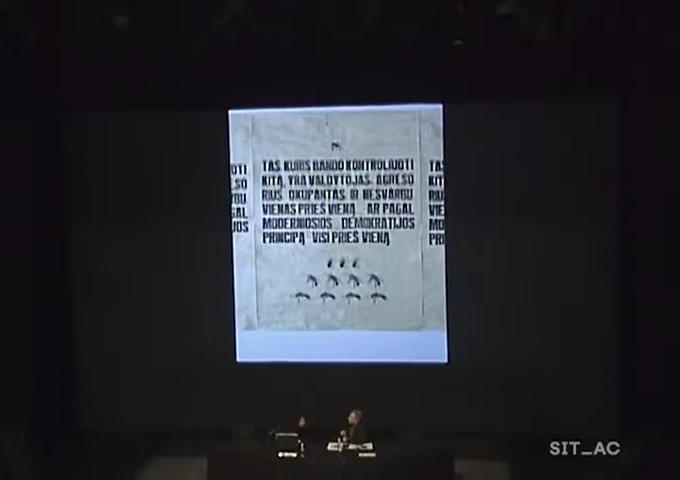 TAS, KURIS BANDO KONTROLIUOTI
KITĄ, YRA VALDYTOJAS, AGRESO
RIUS, OKUPANTAS IR NESVARBU
VIENAS PRIEŠ VIENĄ, AR PAGAL
MODERNIOSIOS DEMOKRATIJOS
PRINCIPĄ VISI PRIEŠ VIENĄ
SIT_AC